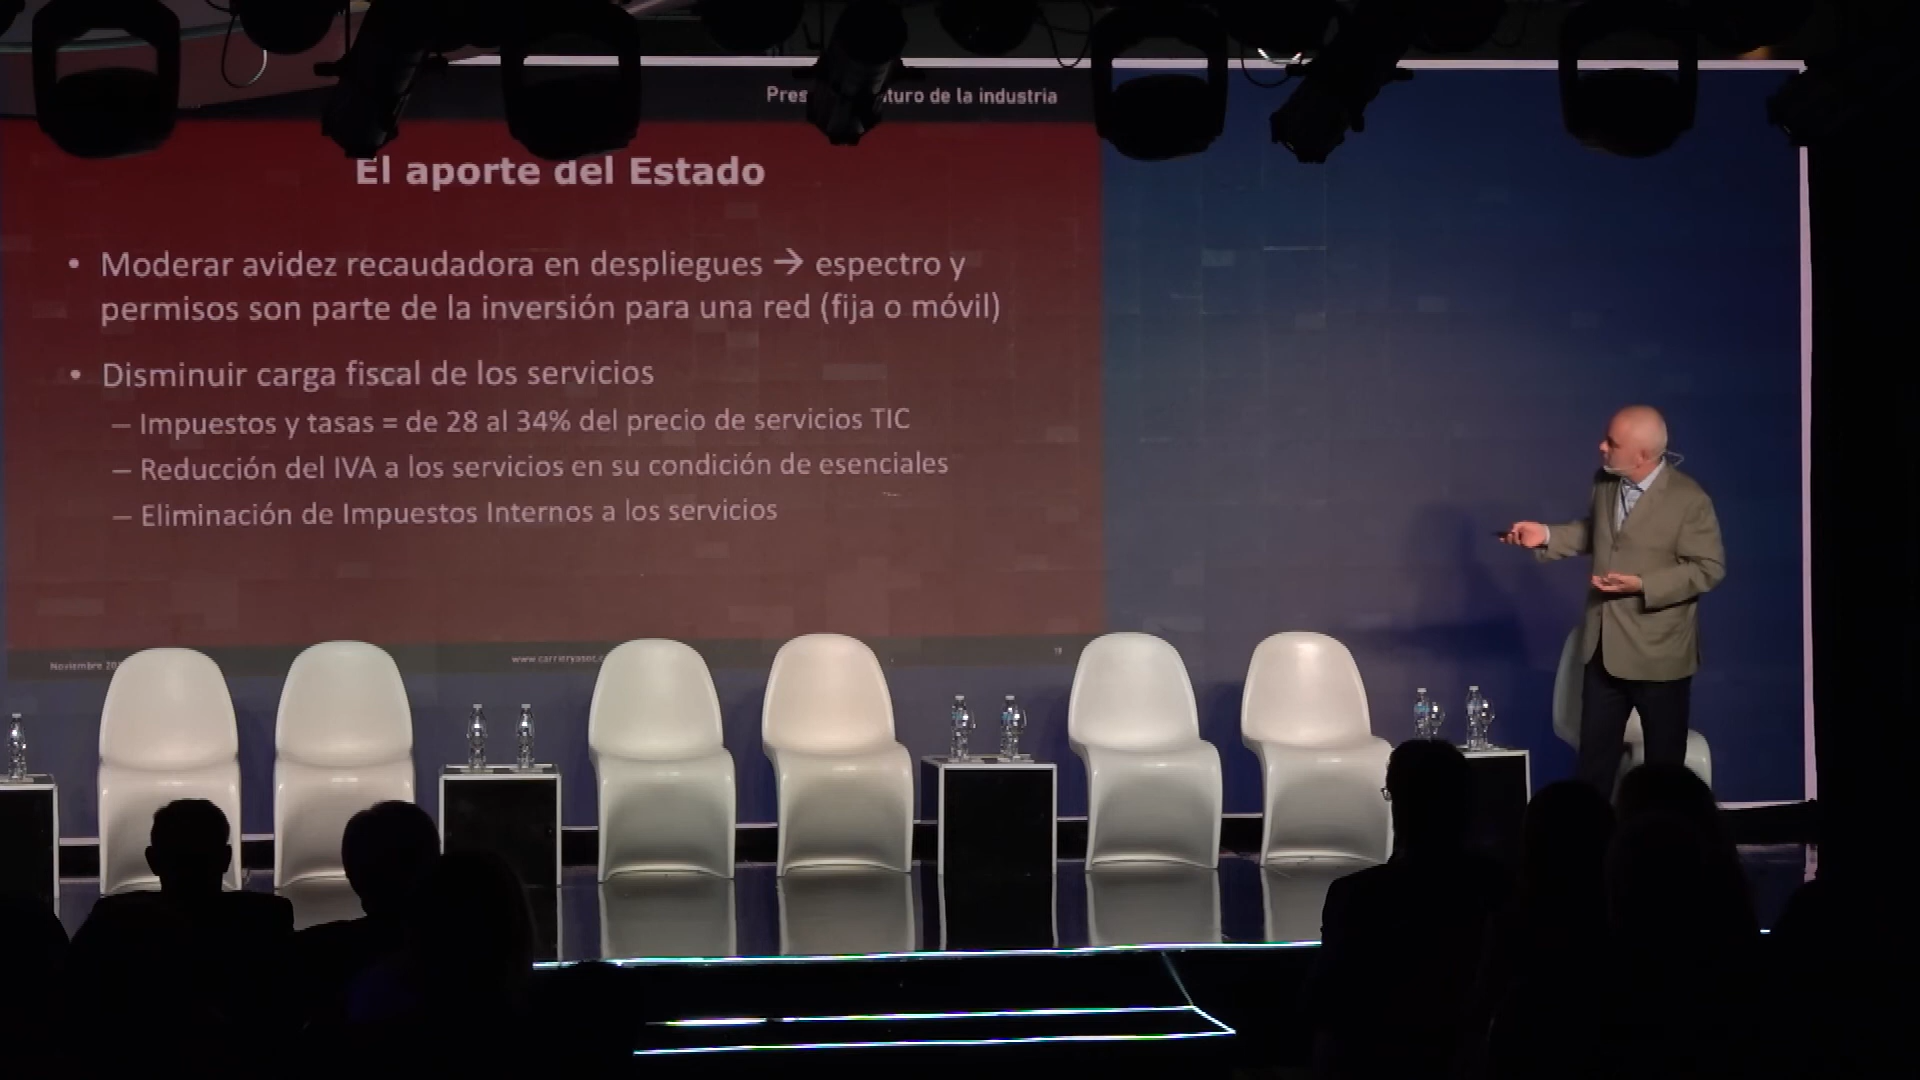 Pres turo de la industria
El aporte del Estado
• Moderar avidez recaudadora en despliegues → espectro y
permisos son parte de la inversión para una red (fija o móvil)
• Disminuir carga fiscal de los servicios
– Impuestos y tasas = de 28 al 34% del precio de servicios TIC
– Reducción del IVA a los servicios en su condición de esenciales
– Eliminación de Impuestos Internos a los servicios
Noviembre 20
www.carrieryasoc.c